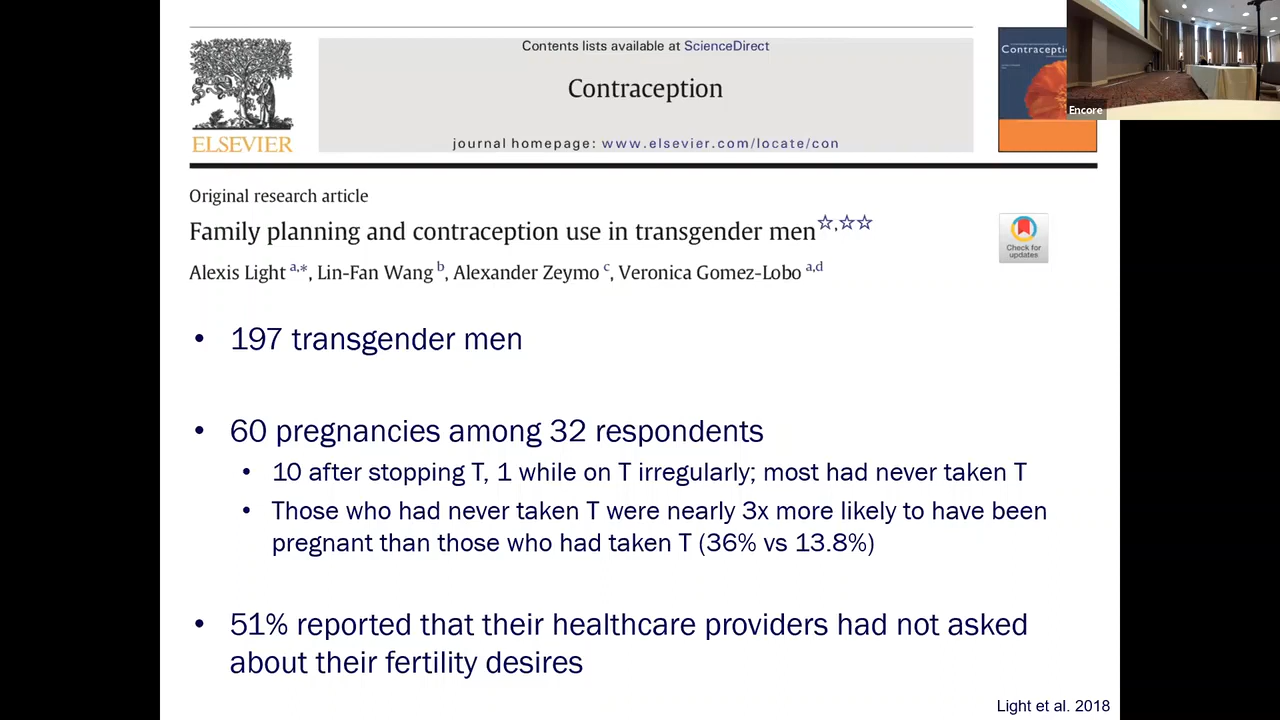 Contents lists available at ScienceDirect
Contraception
journal homepage: www.elsevier.com/locate/con
ELSEVIER
Contracepti
Encore
Original research article
Family planning and contraception use in transgender men☆,☆☆
Check for
updates
Alexis Light a,*, Lin-Fan Wang b, Alexander Zeymo c, Veronica Gomez-Lobo a,d
• 197 transgender men
• 60 pregnancies among 32 respondents
• 10 after stopping T, 1 while on T irregularly; most had never taken T
• Those who had never taken T were nearly 3x more likely to have been
pregnant than those who had taken T (36% vs 13.8%)
• 51% reported that their healthcare providers had not asked
about their fertility desires
Light et al. 2018